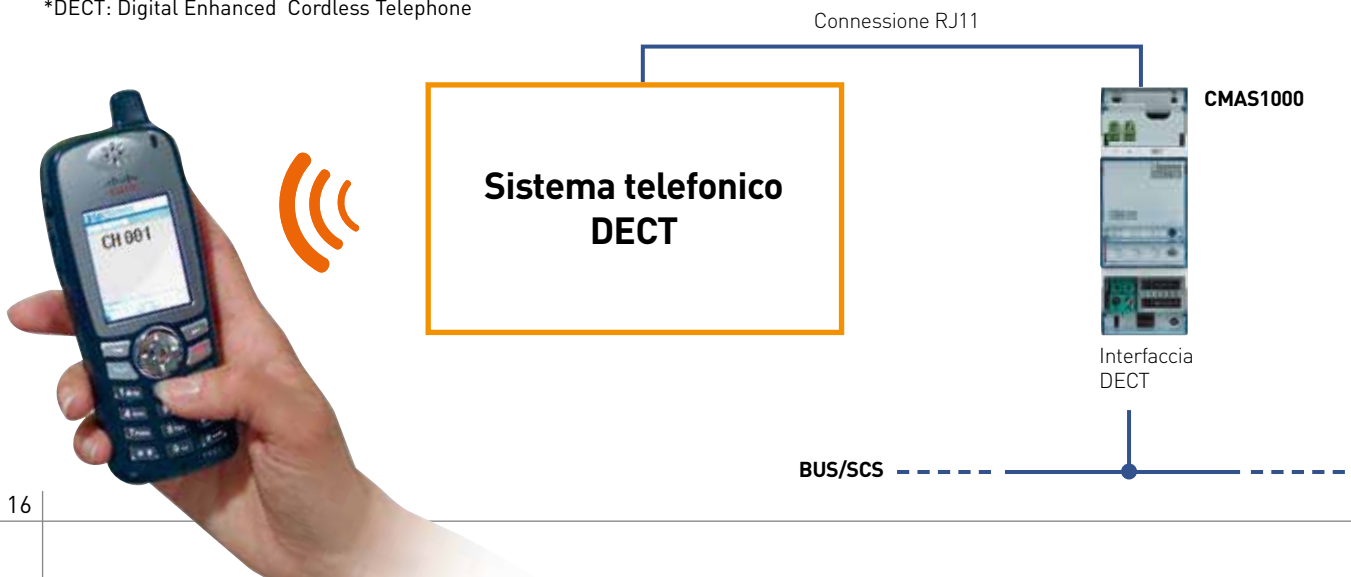 *DECT: Digital Enhanced Cordless Telephone
Connessione RJ11
CMAS1000
Sistema telefonico
DECT
CH 001
Interfaccia
DECT
BUS/SCS
16